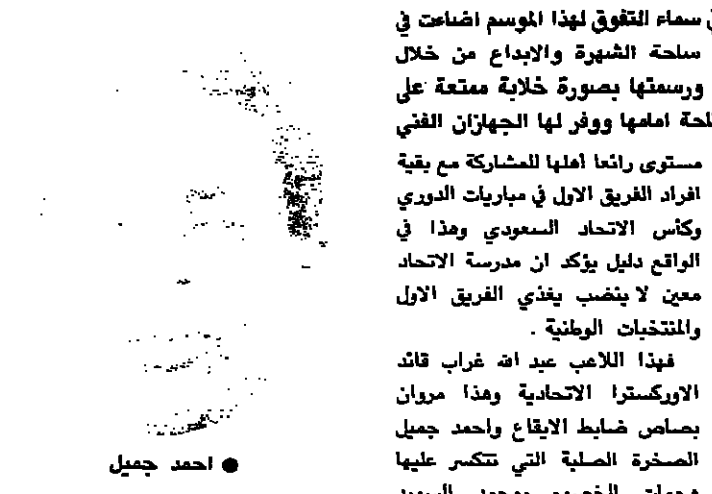 سماء التفوق لهذا الموسم اضاءت في
ساحة الشهرة والابداع من خلال
ورسمتها بصورة خلابة ممتعة على
امامها ووفر لها الجهازان الفني
مستوى رائعا أهلها للمشاركة مع بقية
افراد الفريق الاول في مباريات الدوري
وكأس الاتحاد السعودي وهذا في
الواقع دليل يؤكد ان مدرسة الاتحاد
معين لا ينضب يغذي الفريق الاول
والمنتخبات الوطنية .
فهذا اللاعب عبد الله غراب قائد
الاوركسترا الاتحادية وهذا مروان
بصاص ضابط الايقاع واحمد جميل
الصخرة الصلبة التي تتكسر عليها
● احمد جميل